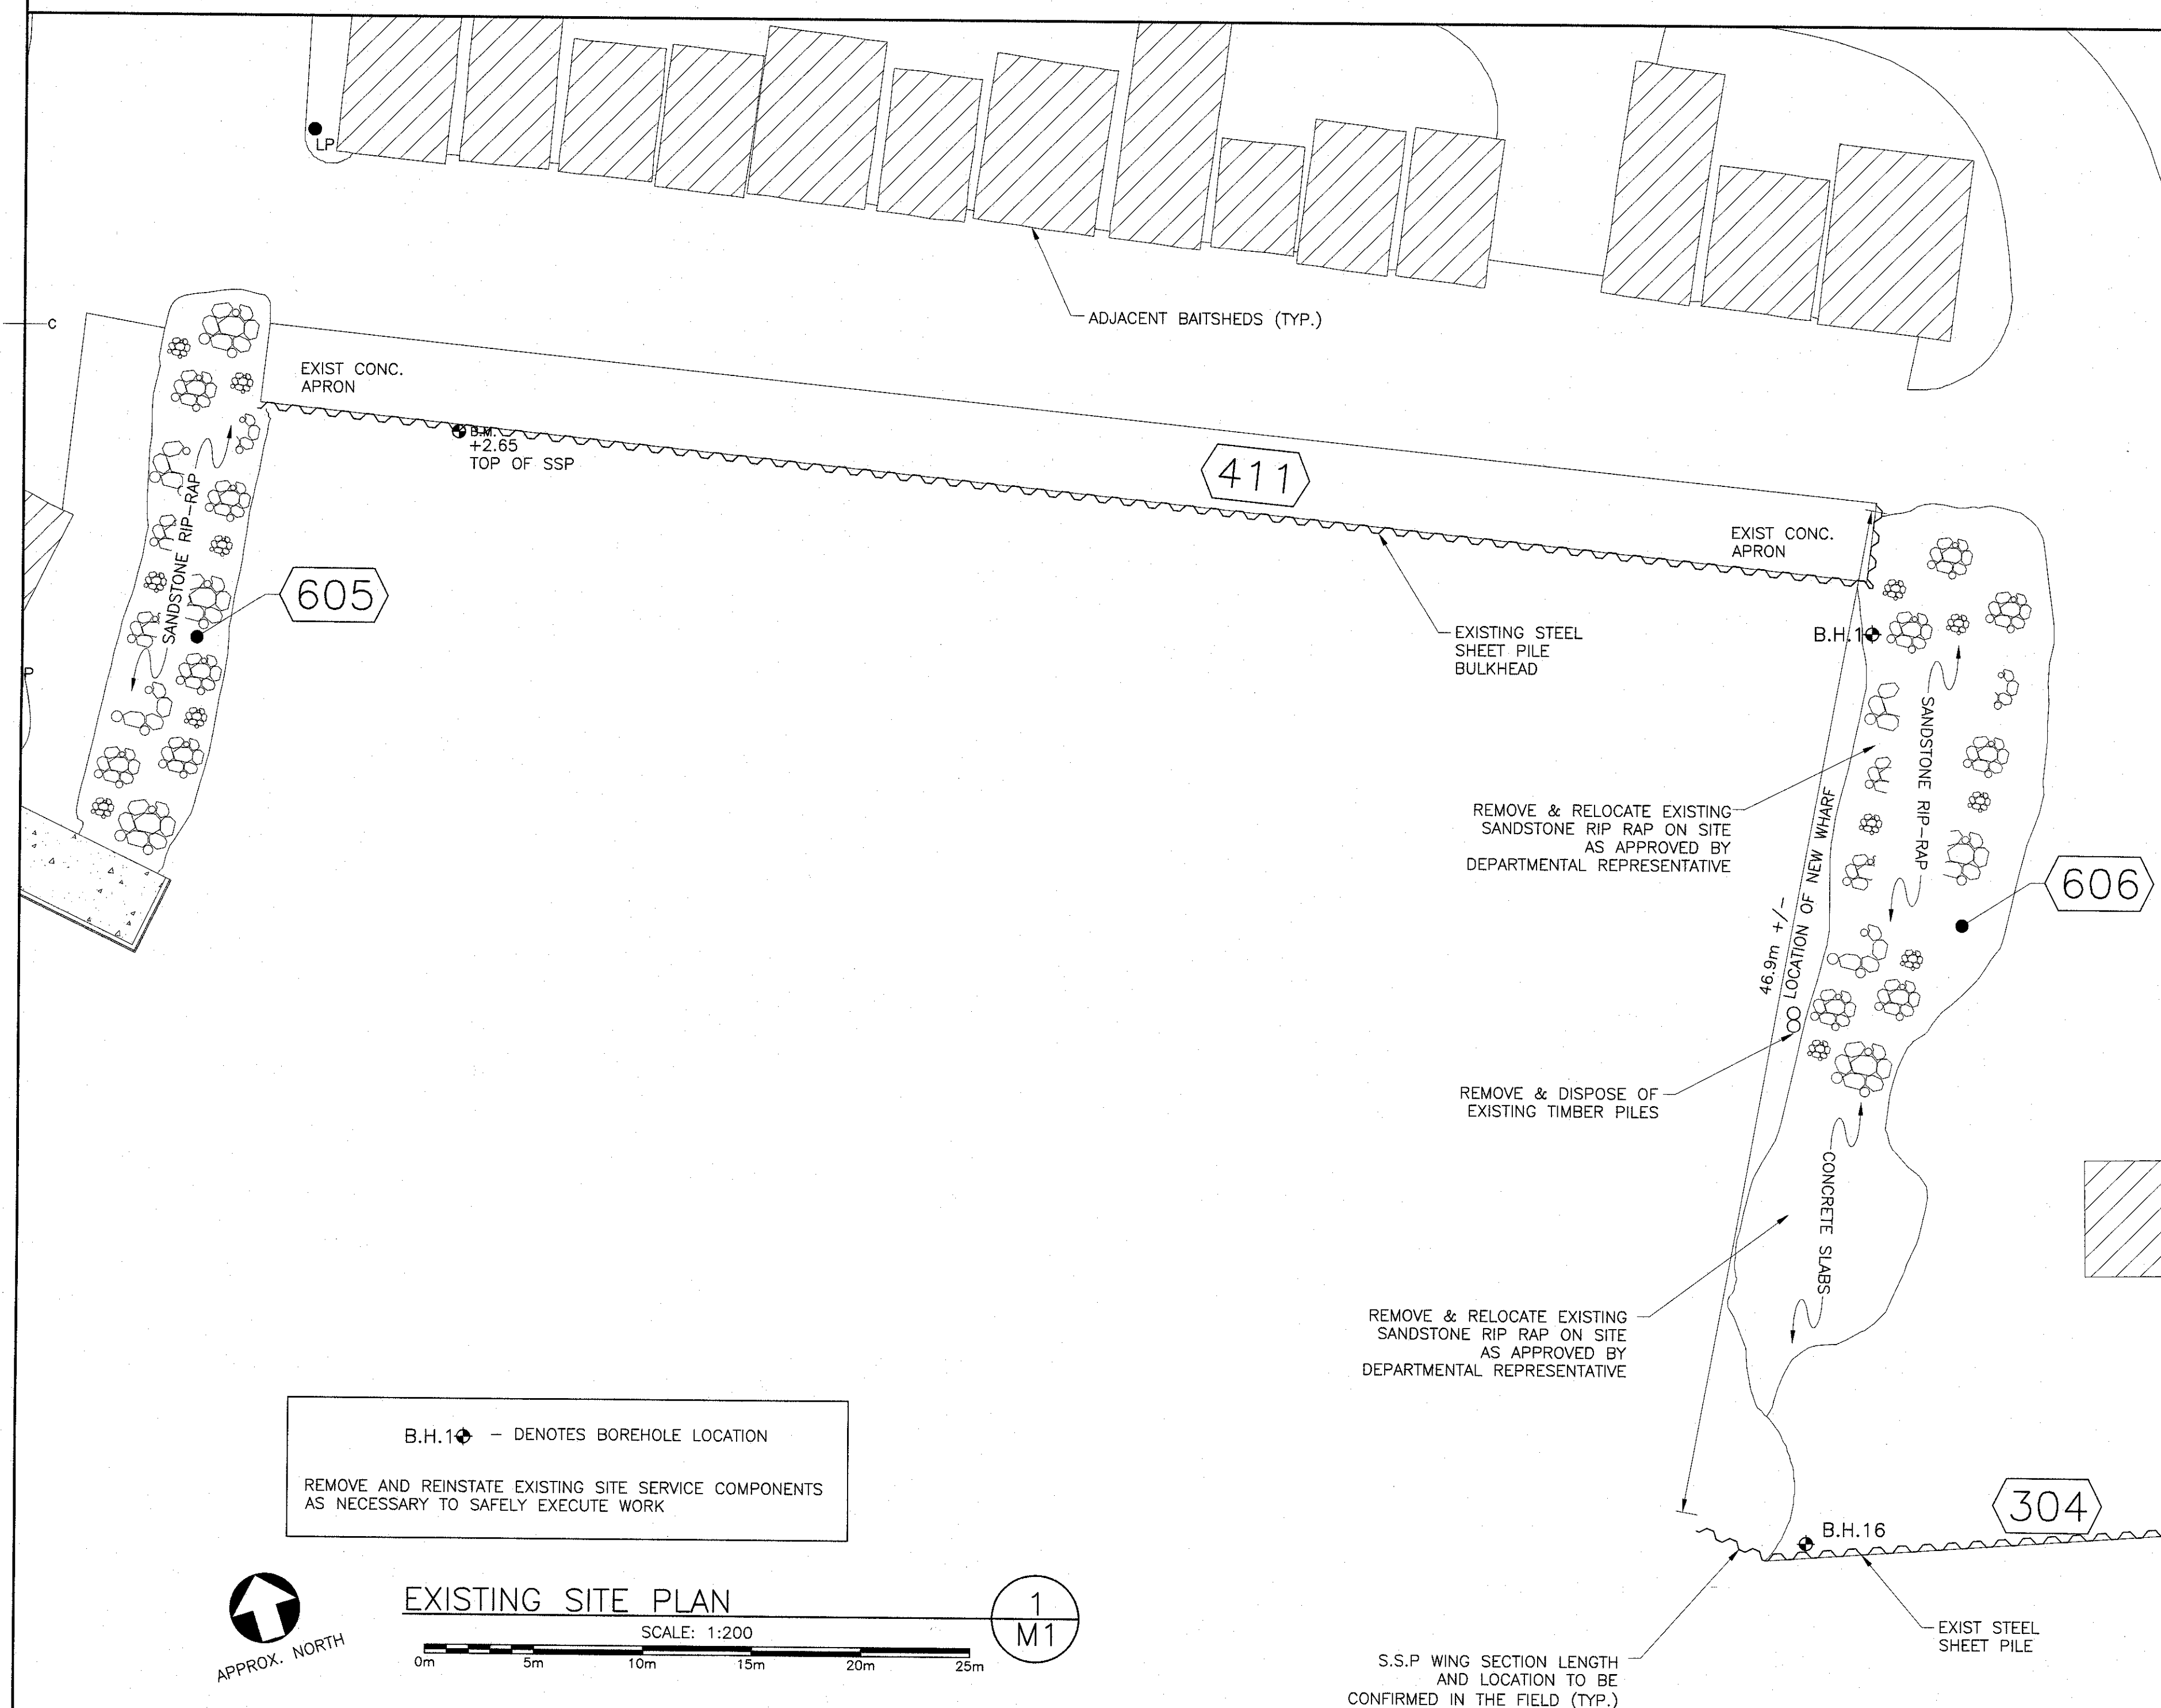 LP
ADJACENT BAITSHEDS (TYP.)
C
EXIST CONC.
APRON
B.M.
+2.65
TOP OF SSP
411
EXIST CONC.
APRON
SANDSTONE RIP-RAP
605
P
EXISTING STEEL
SHEET PILE
BULKHEAD
B.H.1
SANDSTONE RIP-RAP
REMOVE & RELOCATE EXISTING
SANDSTONE RIP RAP ON SITE
AS APPROVED BY
DEPARTMENTAL REPRESENTATIVE
606
46.9m +/-
LOCATION OF NEW WHARF
REMOVE & DISPOSE OF
EXISTING TIMBER PILES
CONCRETE SLABS
REMOVE & RELOCATE EXISTING
SANDSTONE RIP RAP ON SITE
AS APPROVED BY
DEPARTMENTAL REPRESENTATIVE
B.H.1 - DENOTES BOREHOLE LOCATION
REMOVE AND REINSTATE EXISTING SITE SERVICE COMPONENTS
AS NECESSARY TO SAFELY EXECUTE WORK
304
B.H.16
EXIST STEEL
SHEET PILE
S.S.P WING SECTION LENGTH
AND LOCATION TO BE
CONFIRMED IN THE FIELD (TYP.)
APPROX. NORTH
EXISTING SITE PLAN
SCALE: 1:200
0m 5m 10m 15m 20m 25m
1
M1